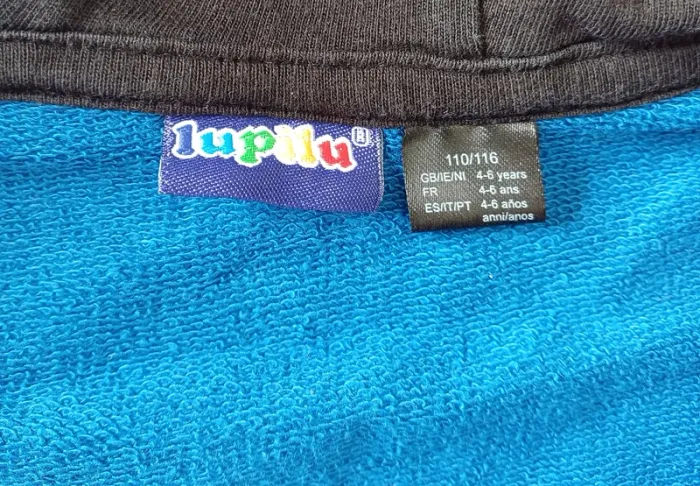 lupilu®
110/116
GB/IE/NI 4-6 years
FR 4-6 ans
ES/IT/PT 4-6 años
anni/anos